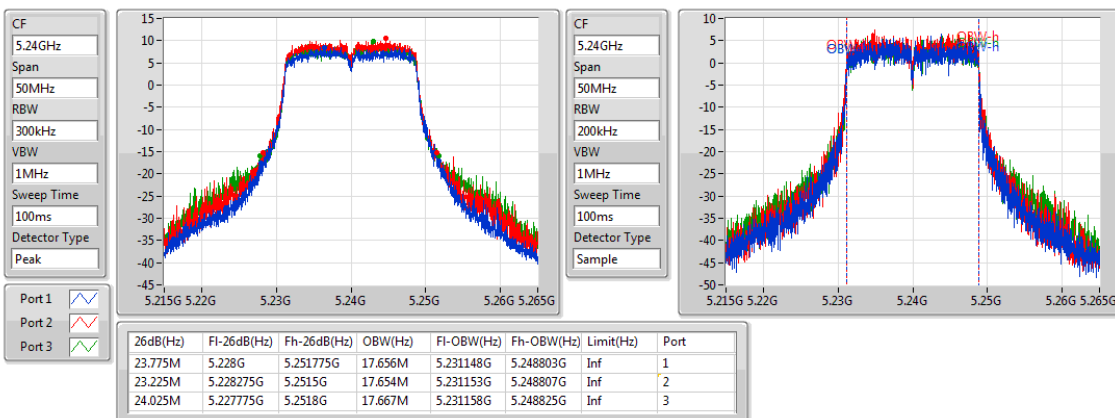 CF
5.24GHz
Span
50MHz
RBW
300kHz
VBW
1MHz
Sweep Time
100ms
Detector Type
Peak
Port 1
Port 2
Port 3
15
10
5
0
-5
-10
-15
-20
-25
-30
-35
-40
-45
5.215G 5.22G 5.23G 5.24G 5.25G 5.26G 5.265G
CF
5.24GHz
Span
50MHz
RBW
200kHz
VBW
1MHz
Sweep Time
100ms
Detector Type
Sample
10
5
0
-5
-10
-15
-20
-25
-30
-35
-40
-45
-50
OBW-h
5.215G 5.22G 5.23G 5.24G 5.25G 5.26G 5.265G
26dB(Hz) Fl-26dB(Hz) Fh-26dB(Hz) OBW(Hz) Fl-OBW(Hz) Fh-OBW(Hz) Limit(Hz) Port
23.775M 5.228G 5.251775G 17.656M 5.231148G 5.248803G Inf 1
23.225M 5.228275G 5.2515G 17.654M 5.231153G 5.248807G Inf 2
24.025M 5.227775G 5.2518G 17.667M 5.231158G 5.248825G Inf 3